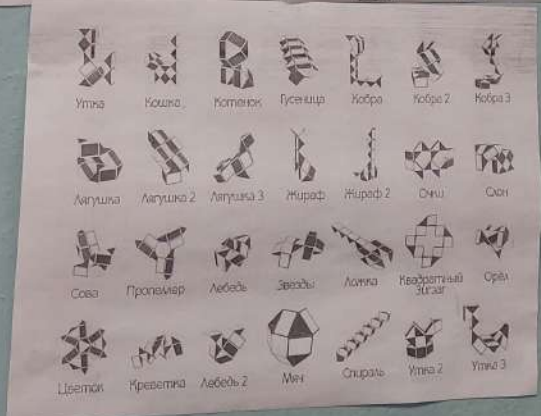 Утка Кошка Котенок Гусеница Кобра Кобра 2 Кобра 3
Лягушка Лягушка 2 Лягушка 3 Жираф Жираф 2 Очки Слон
Сова Пропеллер Лебедь Звезды Ложка Квадратный Орёл
Зигзаг
Цветок Креветка Лебедь 2 Мяч Спираль Утка 2 Утка 3